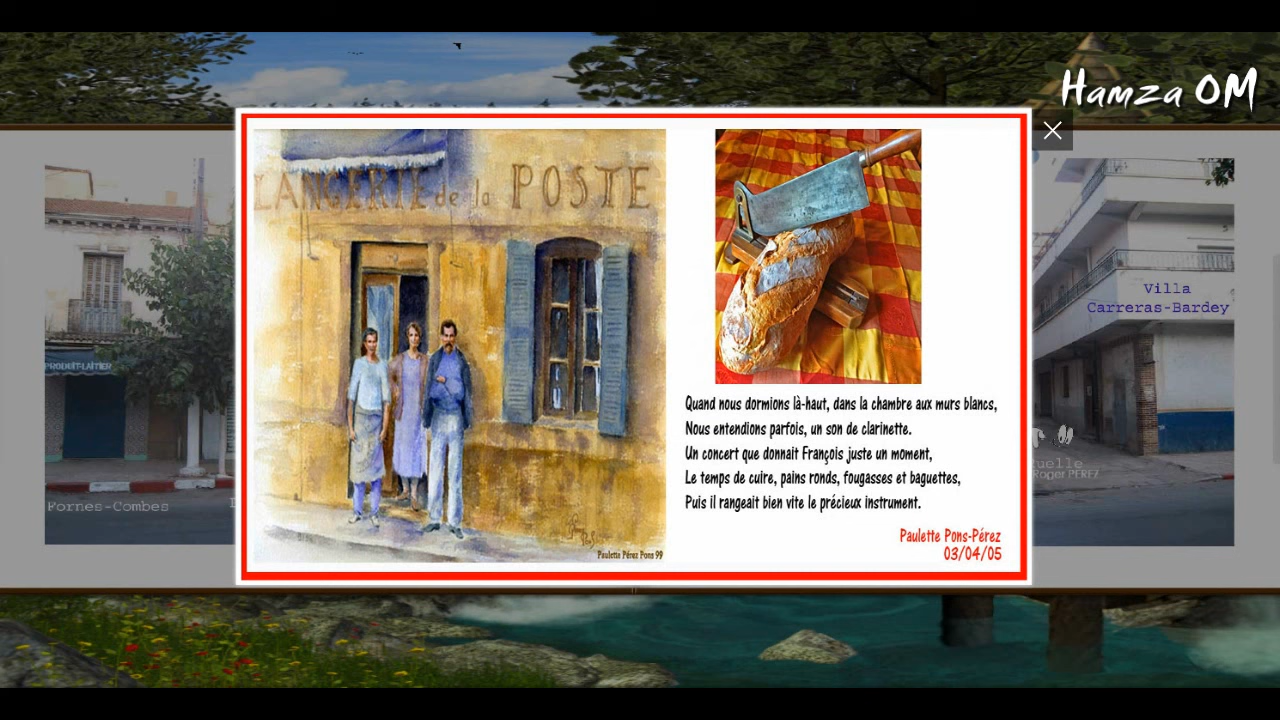 Hamza OM
LANGERIE de la POSTE
Quand nous dormions là-haut, dans la chambre aux murs blancs,
Nous entendions parfois, un son de clarinette.
Un concert que donnait François juste un moment,
Le temps de cuire, pains ronds, fougasses et baguettes,
Puis il rangeait bien vite le précieux instrument.
Paulette Pons-Pérez
03/04/05
Paulette Pérez Pons 99
PRODUIT LAITIER
Fornes-Combes
Villa
Carreras-Bardey
Roger PEREZ